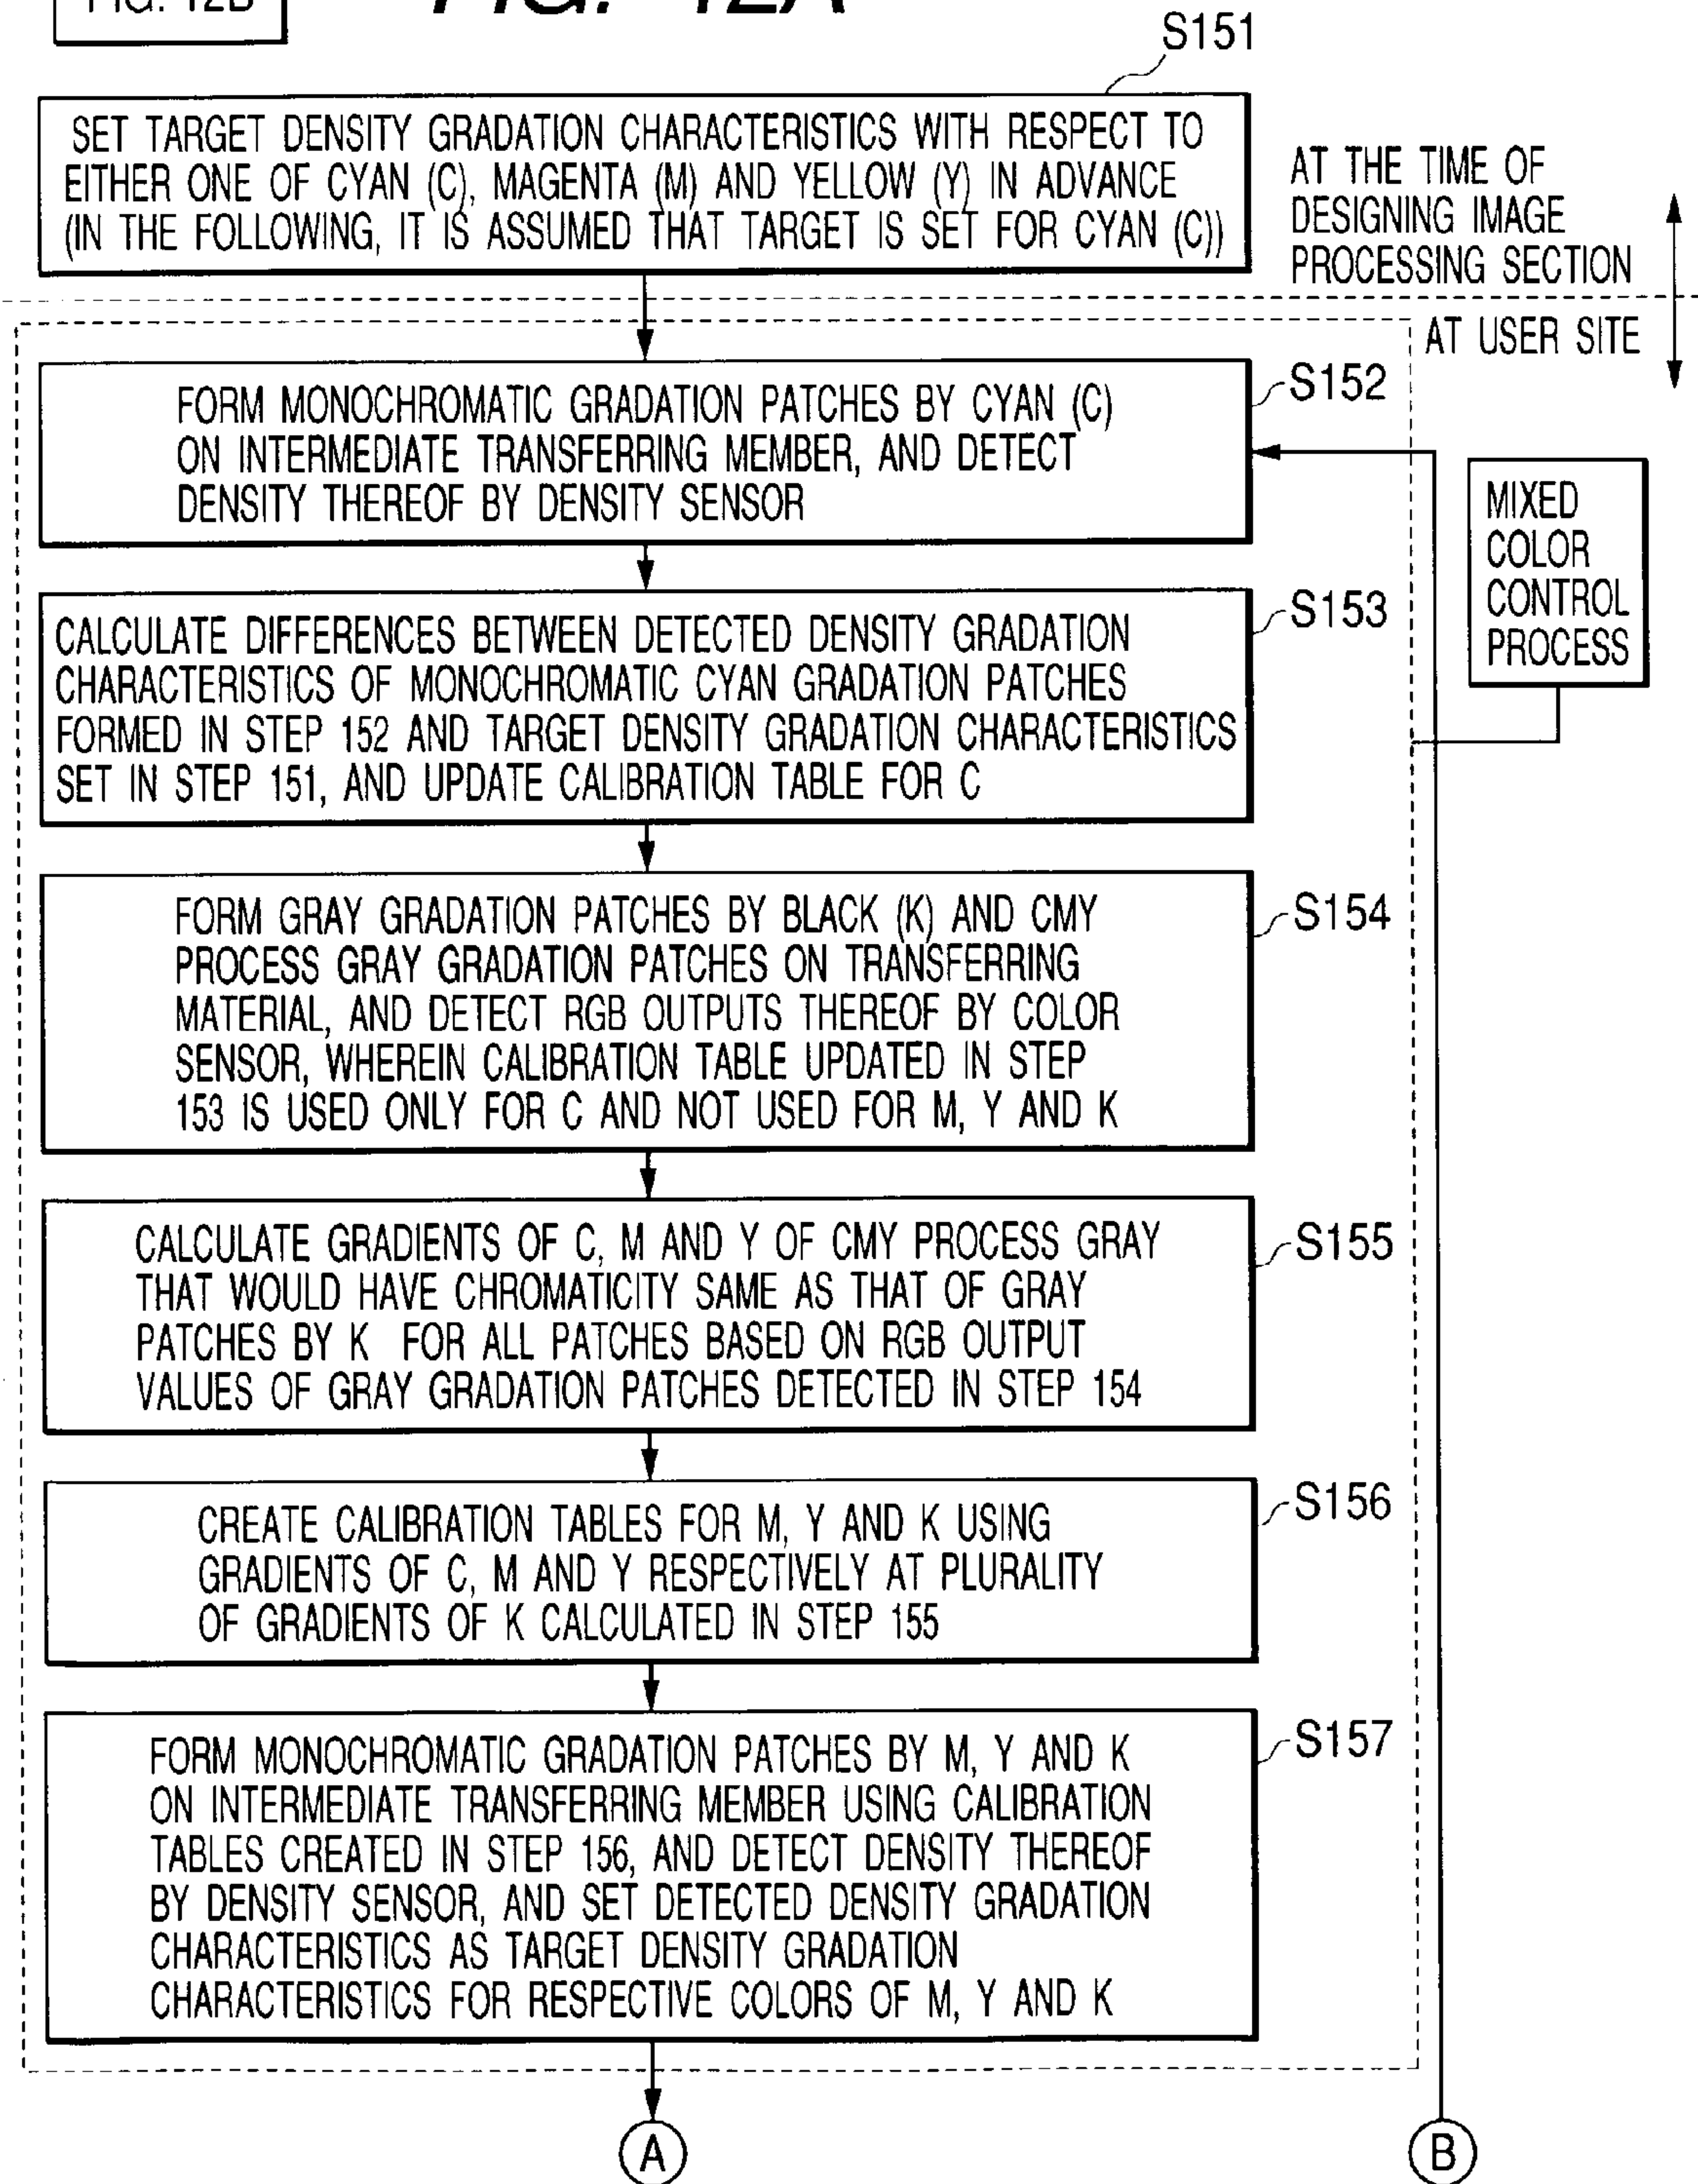 FIG. 12B
FIG. 12A
S151
SET TARGET DENSITY GRADATION CHARACTERISTICS WITH RESPECT TO
EITHER ONE OF CYAN (C), MAGENTA (M) AND YELLOW (Y) IN ADVANCE
(IN THE FOLLOWING, IT IS ASSUMED THAT TARGET IS SET FOR CYAN (C))
AT THE TIME OF
DESIGNING IMAGE
PROCESSING SECTION
AT USER SITE
S152
FORM MONOCHROMATIC GRADATION PATCHES BY CYAN (C)
ON INTERMEDIATE TRANSFERRING MEMBER, AND DETECT
DENSITY THEREOF BY DENSITY SENSOR
MIXED
COLOR
CONTROL
PROCESS
S153
CALCULATE DIFFERENCES BETWEEN DETECTED DENSITY GRADATION
CHARACTERISTICS OF MONOCHROMATIC CYAN GRADATION PATCHES
FORMED IN STEP 152 AND TARGET DENSITY GRADATION CHARACTERISTICS
SET IN STEP 151, AND UPDATE CALIBRATION TABLE FOR C
S154
FORM GRAY GRADATION PATCHES BY BLACK (K) AND CMY
PROCESS GRAY GRADATION PATCHES ON TRANSFERRING
MATERIAL, AND DETECT RGB OUTPUTS THEREOF BY COLOR
SENSOR, WHEREIN CALIBRATION TABLE UPDATED IN STEP
153 IS USED ONLY FOR C AND NOT USED FOR M, Y AND K
S155
CALCULATE GRADIENTS OF C, M AND Y OF CMY PROCESS GRAY
THAT WOULD HAVE CHROMATICITY SAME AS THAT OF GRAY
PATCHES BY K FOR ALL PATCHES BASED ON RGB OUTPUT
VALUES OF GRAY GRADATION PATCHES DETECTED IN STEP 154
S156
CREATE CALIBRATION TABLES FOR M, Y AND K USING
GRADIENTS OF C, M AND Y RESPECTIVELY AT PLURALITY
OF GRADIENTS OF K CALCULATED IN STEP 155
S157
FORM MONOCHROMATIC GRADATION PATCHES BY M, Y AND K
ON INTERMEDIATE TRANSFERRING MEMBER USING CALIBRATION
TABLES CREATED IN STEP 156, AND DETECT DENSITY THEREOF
BY DENSITY SENSOR, AND SET DETECTED DENSITY GRADATION
CHARACTERISTICS AS TARGET DENSITY GRADATION
CHARACTERISTICS FOR RESPECTIVE COLORS OF M, Y AND K
A
B